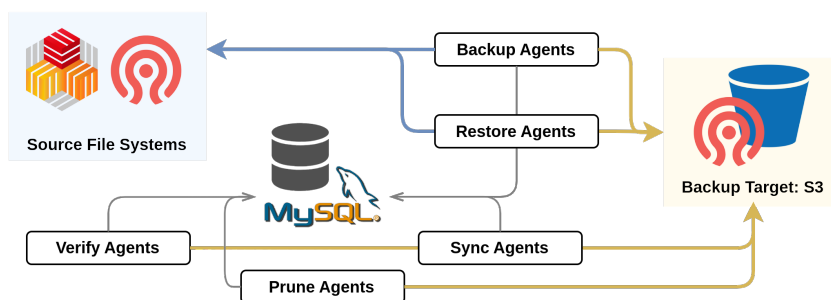 Backup Agents
Source File Systems
Restore Agents
Backup Target: S3
MySQL.
Verify Agents
Sync Agents
Prune Agents